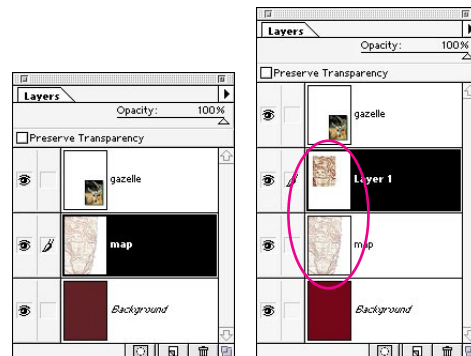 Layers
Opacity: 100%
Preserve Transparency
gazelle
map
Background
Layers
Opacity: 100%
Preserve Transparency
gazelle
Layer 1
map
Background